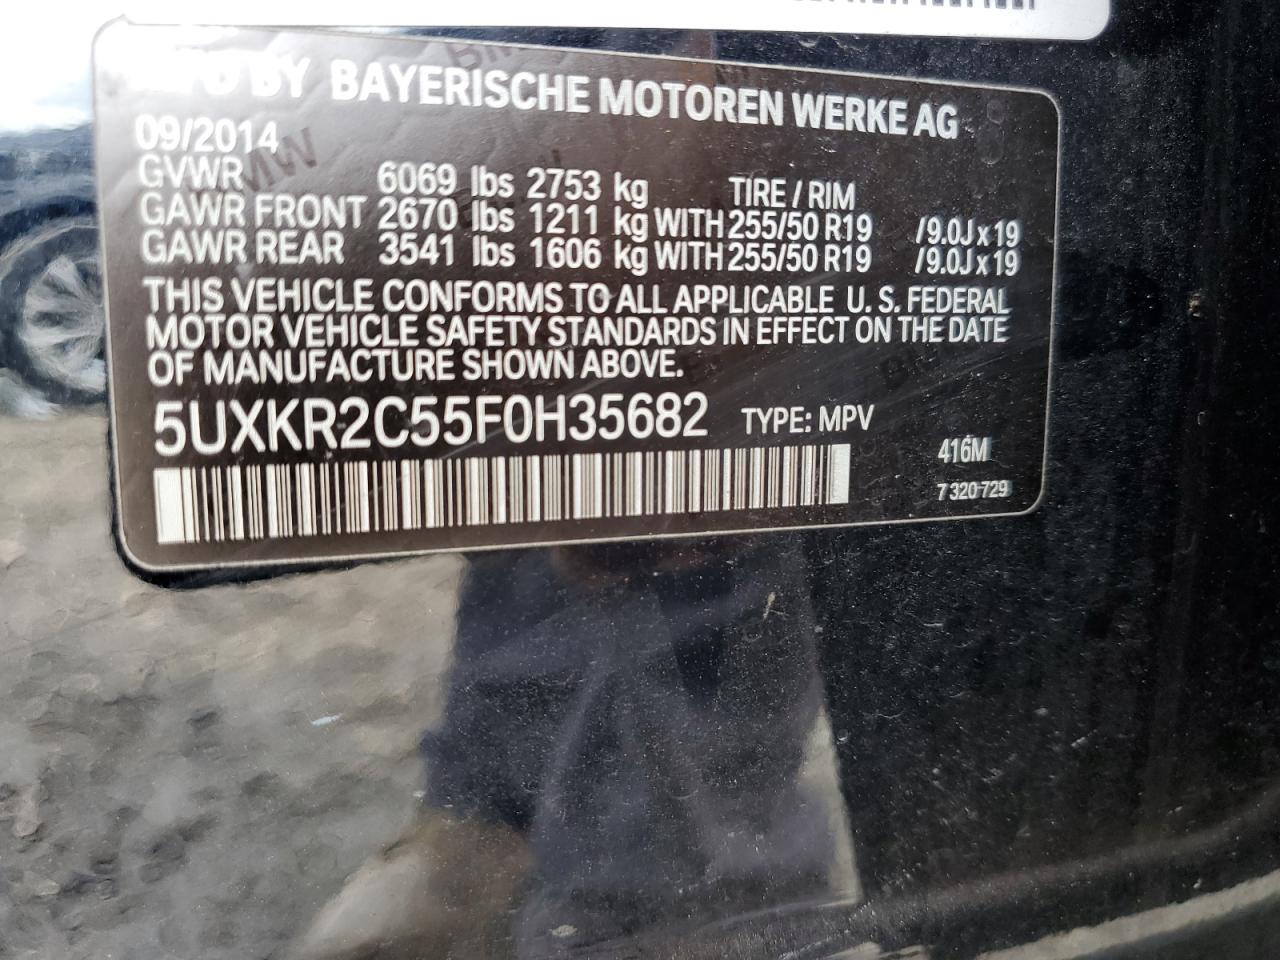 MFG BY BAYERISCHE MOTOREN WERKE AG
09/2014
GVWR 6069 lbs 2753 kg TIRE / RIM
GAWR FRONT 2670 lbs 1211 kg WITH 255/50 R19 /9.0J x 19
GAWR REAR 3541 lbs 1606 kg WITH 255/50 R19 /9.0J x 19
THIS VEHICLE CONFORMS TO ALL APPLICABLE U. S. FEDERAL
MOTOR VEHICLE SAFETY STANDARDS IN EFFECT ON THE DATE
OF MANUFACTURE SHOWN ABOVE.
5UXKR2C55F0H35682 TYPE: MPV
416M
7 320 729